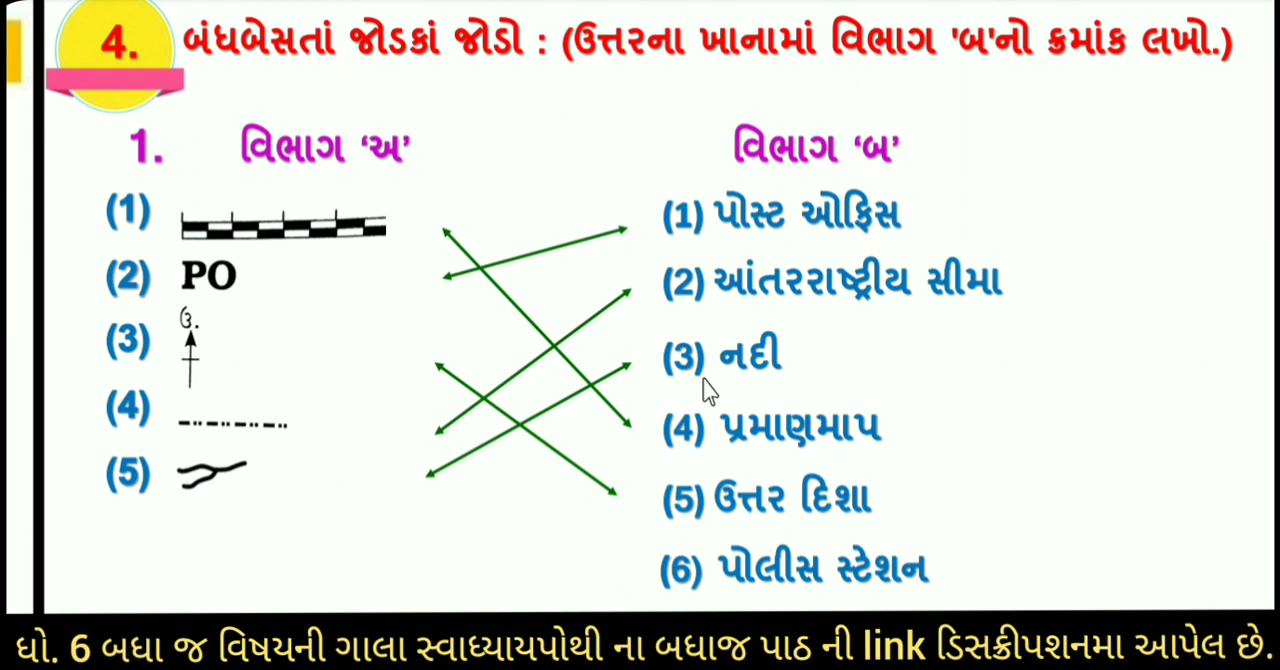 4. બંધબેસતાં જોડકાં જોડો : (ઉત્તરના ખાનામાં વિભાગ 'બ'નો ક્રમાંક લખો.)
1. વિભાગ ‘અ’ વિભાગ ‘બ’
(1) (1) પોસ્ટ ઓફિસ
(2) PO (2) આંતરરાષ્ટ્રીય સીમા
(3) ઉ. (3) નદી
(4) (4) પ્રમાણમાપ
(5) (5) ઉત્તર દિશા
(6) પોલીસ સ્ટેશન
ધો. 6 બધા જ વિષયની ગાલા સ્વાધ્યાયપોથી ના બધાજ પાઠ ની link ડિસક્રીપશનમા આપેલ છે.